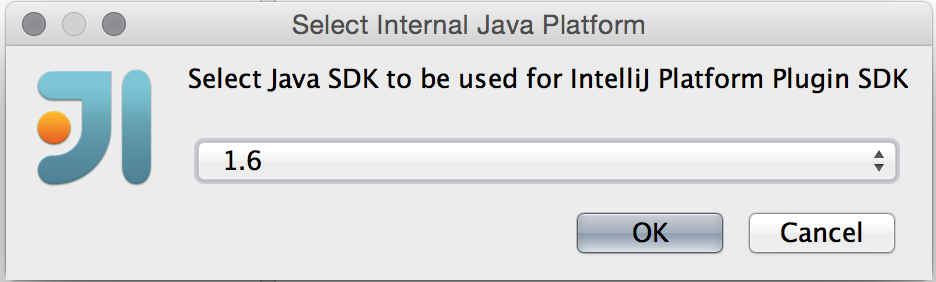 Select Internal Java Platform
Select Java SDK to be used for IntelliJ Platform Plugin SDK
1.6
OK
Cancel